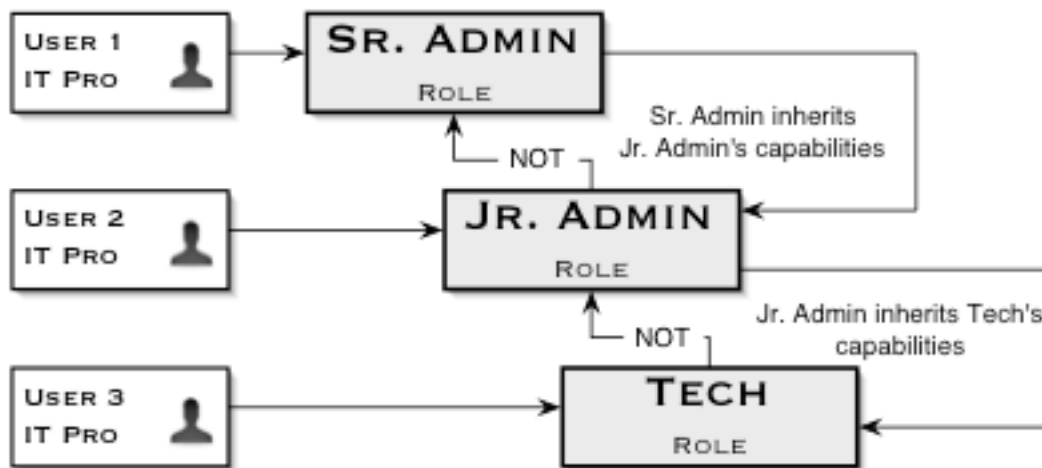 USER 1
IT PRO
SR. ADMIN
ROLE
Sr. Admin inherits
Jr. Admin's capabilities
NOT
USER 2
IT PRO
JR. ADMIN
ROLE
Jr. Admin inherits Tech's
capabilities
NOT
USER 3
IT PRO
TECH
ROLE